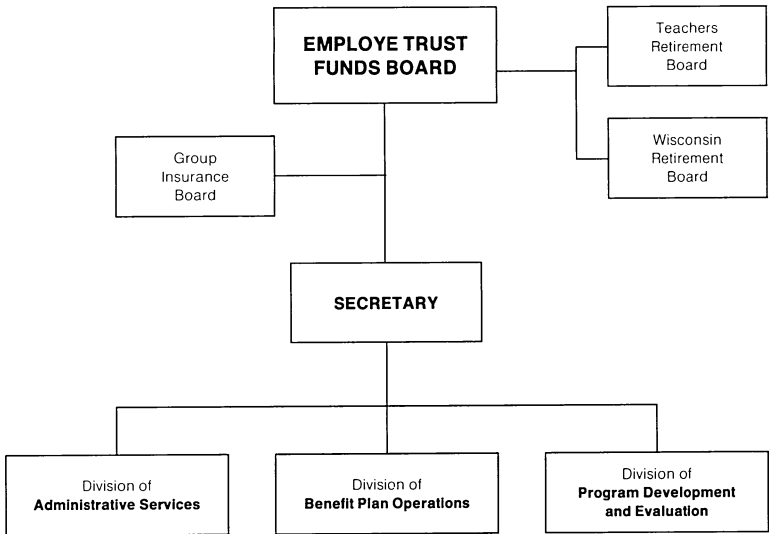 EMPLOYE TRUST
FUNDS BOARD
Teachers
Retirement
Board
Wisconsin
Retirement
Board
Group
Insurance
Board
SECRETARY
Division of
Administrative Services
Division of
Benefit Plan Operations
Division of
Program Development
and Evaluation